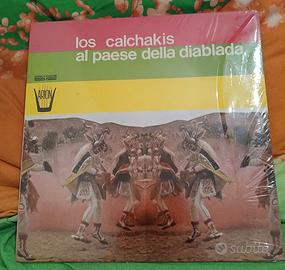 los calchakis
al paese della diablada
ARION
subito